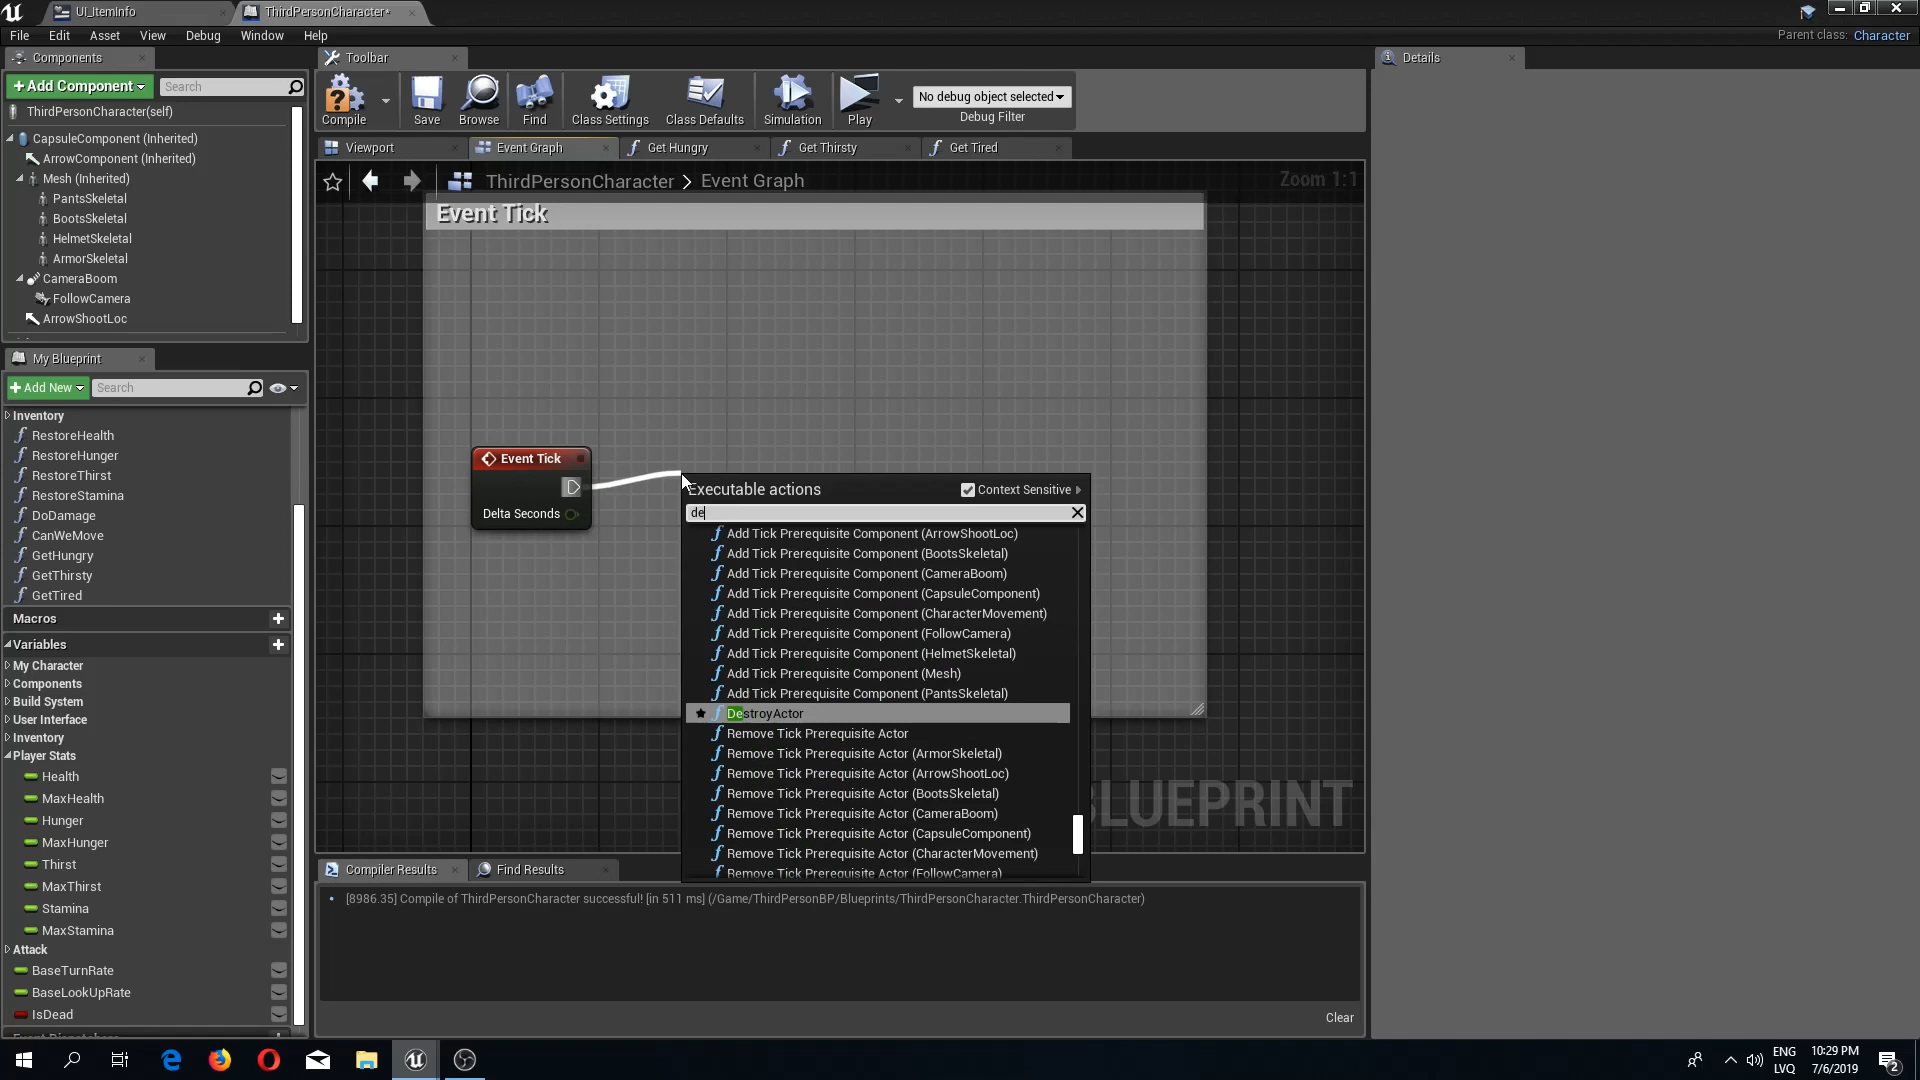 UI_ItemInfo
ThirdPersonCharacter*
File Edit Asset View Debug Window Help
Parent class: Character
Components
Toolbar
Details
+Add Component
Search
ThirdPersonCharacter(self)
CapsuleComponent (Inherited)
ArrowComponent (Inherited)
Mesh (Inherited)
PantsSkeletal
BootsSkeletal
HelmetSkeletal
ArmorSkeletal
CameraBoom
FollowCamera
ArrowShootLoc
Compile
Save
Browse
Find
Class Settings
Class Defaults
Simulation
Play
No debug object selected
Debug Filter
Viewport
Event Graph
Get Hungry
Get Thirsty
Get Tired
ThirdPersonCharacter > Event Graph
Zoom 1:1
Event Tick
Event Tick
Delta Seconds
My Blueprint
+Add New
Search
Inventory
RestoreHealth
RestoreHunger
RestoreThirst
RestoreStamina
DoDamage
CanWeMove
GetHungry
GetThirsty
GetTired
Macros
Variables
My Character
Components
Build System
User Interface
Inventory
Player Stats
Health
MaxHealth
Hunger
MaxHunger
Thirst
MaxThirst
Stamina
MaxStamina
Attack
BaseTurnRate
BaseLookUpRate
IsDead
Executable actions
Context Sensitive
de
Add Tick Prerequisite Component (ArrowShootLoc)
Add Tick Prerequisite Component (BootsSkeletal)
Add Tick Prerequisite Component (CameraBoom)
Add Tick Prerequisite Component (CapsuleComponent)
Add Tick Prerequisite Component (CharacterMovement)
Add Tick Prerequisite Component (FollowCamera)
Add Tick Prerequisite Component (HelmetSkeletal)
Add Tick Prerequisite Component (Mesh)
Add Tick Prerequisite Component (PantsSkeletal)
DestroyActor
Remove Tick Prerequisite Actor
Remove Tick Prerequisite Actor (ArmorSkeletal)
Remove Tick Prerequisite Actor (ArrowShootLoc)
Remove Tick Prerequisite Actor (BootsSkeletal)
Remove Tick Prerequisite Actor (CameraBoom)
Remove Tick Prerequisite Actor (CapsuleComponent)
Remove Tick Prerequisite Actor (CharacterMovement)
Remove Tick Prerequisite Actor (FollowCamera)
BLUEPRINT
Compiler Results
Find Results
[8986.35] Compile of ThirdPersonCharacter successful! [in 511 ms] (/Game/ThirdPersonBP/Blueprints/ThirdPersonCharacter.ThirdPersonCharacter)
Clear
ENG
LVQ
10:29 PM
7/6/2019
2